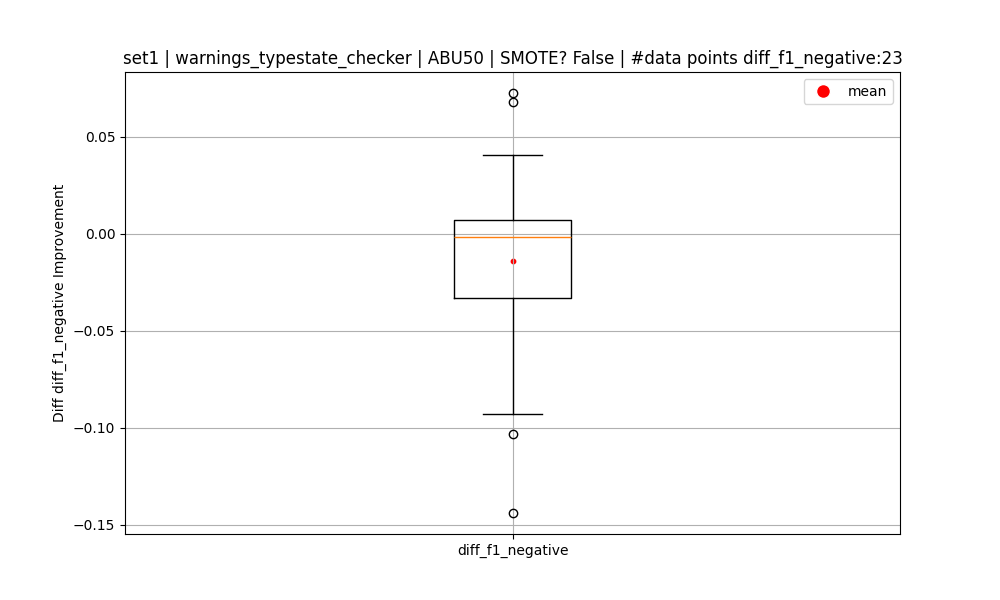 set1 | warnings_typestate_checker | ABU50 | SMOTE? False | #data points diff_f1_negative:23
mean
Diff diff_f1_negative Improvement
0.05
0.00
−0.05
−0.10
−0.15
diff_f1_negative